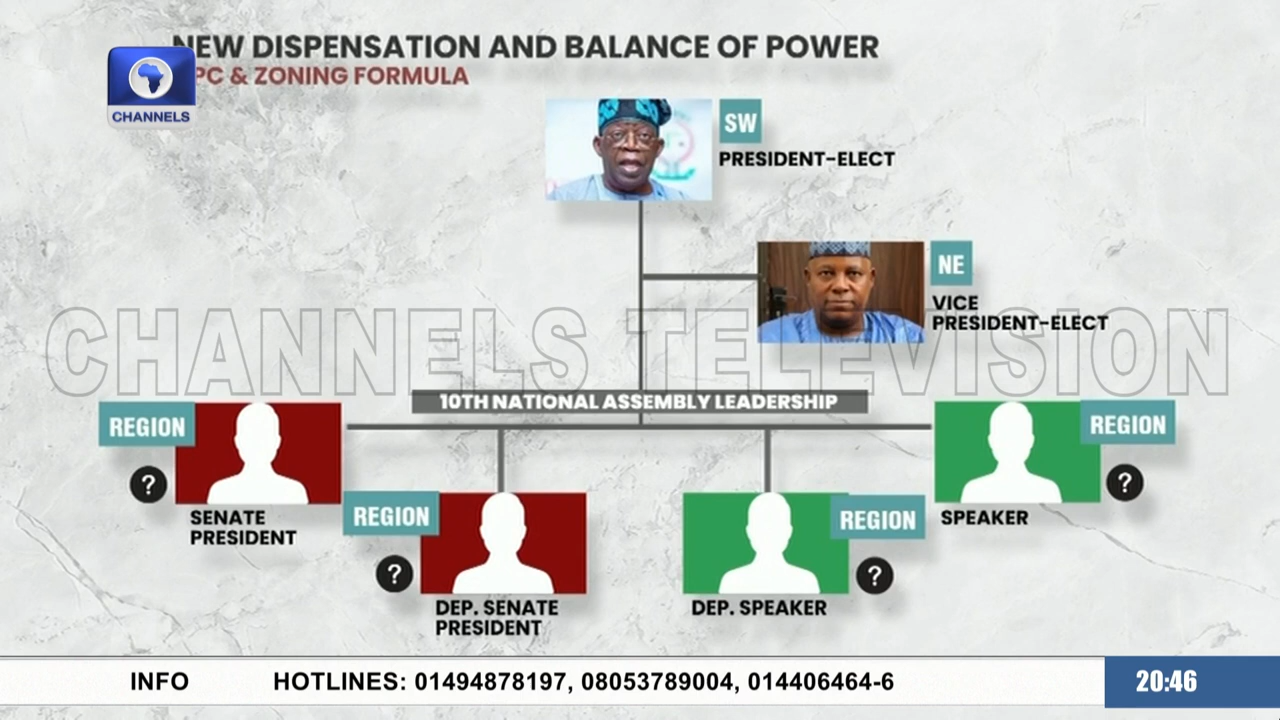 NEW DISPENSATION AND BALANCE OF POWER
PC & ZONING FORMULA
CHANNELS
SW
PRESIDENT-ELECT
NE
VICE
PRESIDENT-ELECT
CHANNELS TELEVISION
10TH NATIONAL ASSEMBLY LEADERSHIP
REGION
?
SENATE
PRESIDENT
REGION
?
DEP. SENATE
PRESIDENT
REGION
?
DEP. SPEAKER
REGION
?
SPEAKER
INFO HOTLINES: 01494878197, 08053789004, 014406464-6
20:46